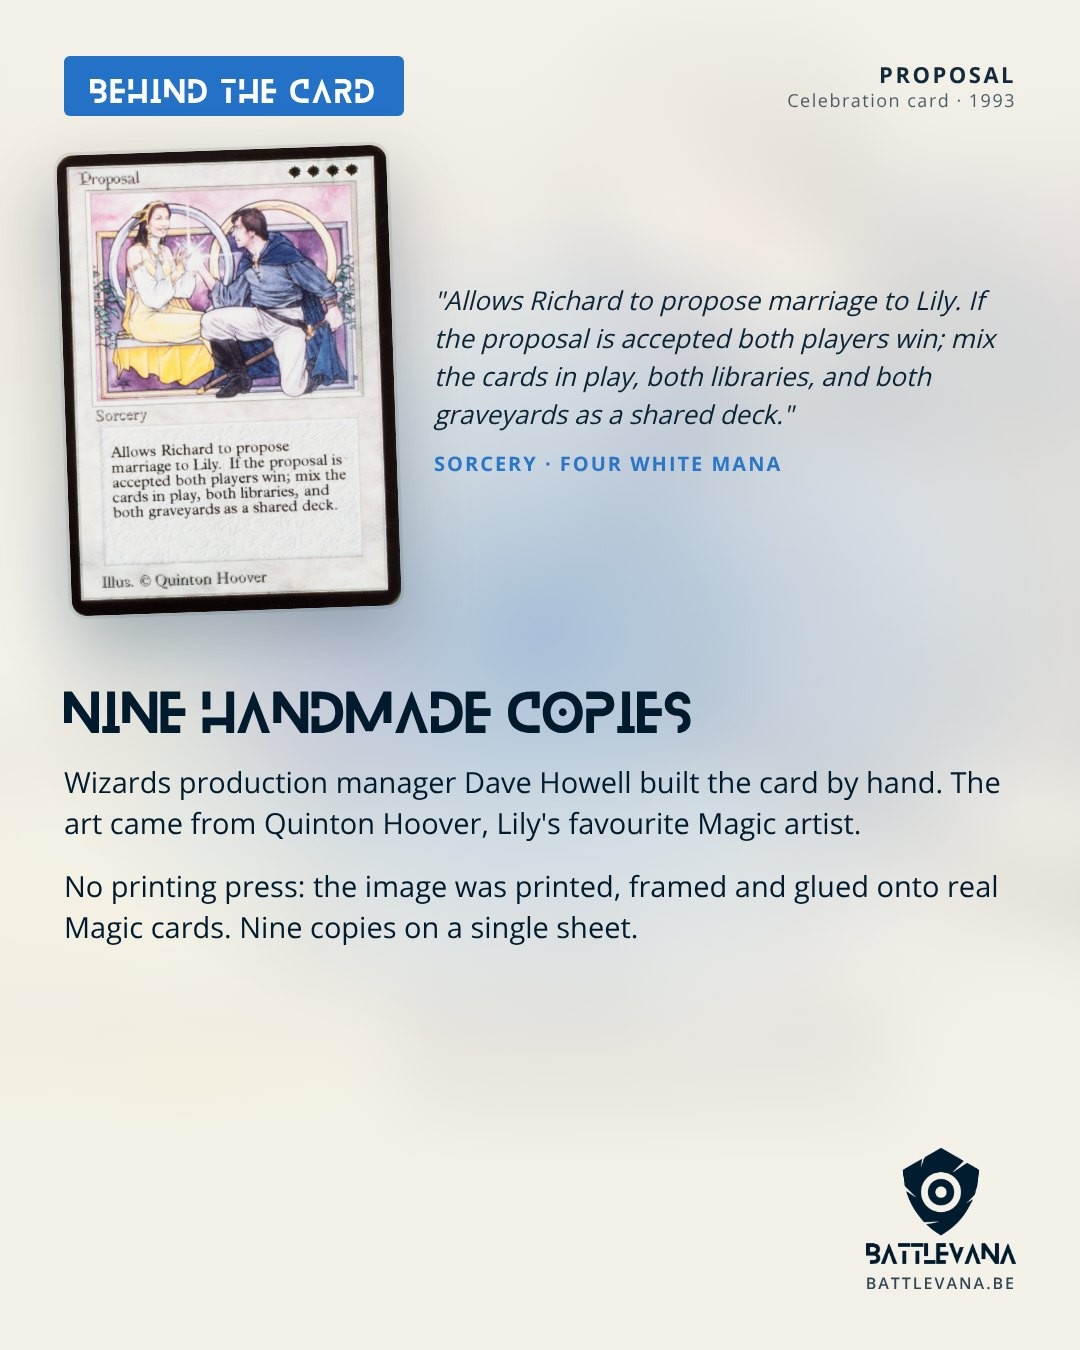 BEHIND THE CARD
PROPOSAL
Celebration card · 1993
Proposal
Sorcery
Allows Richard to propose
marriage to Lily. If the proposal is
accepted both players win; mix the
cards in play, both libraries, and
both graveyards as a shared deck.
Illus. © Quinton Hoover
"Allows Richard to propose marriage to Lily. If
the proposal is accepted both players win; mix
the cards in play, both libraries, and both
graveyards as a shared deck."
SORCERY · FOUR WHITE MANA
NINE HANDMADE COPIES
Wizards production manager Dave Howell built the card by hand. The
art came from Quinton Hoover, Lily's favourite Magic artist.
No printing press: the image was printed, framed and glued onto real
Magic cards. Nine copies on a single sheet.
BATTLEVANA
BATTLEVANA.BE